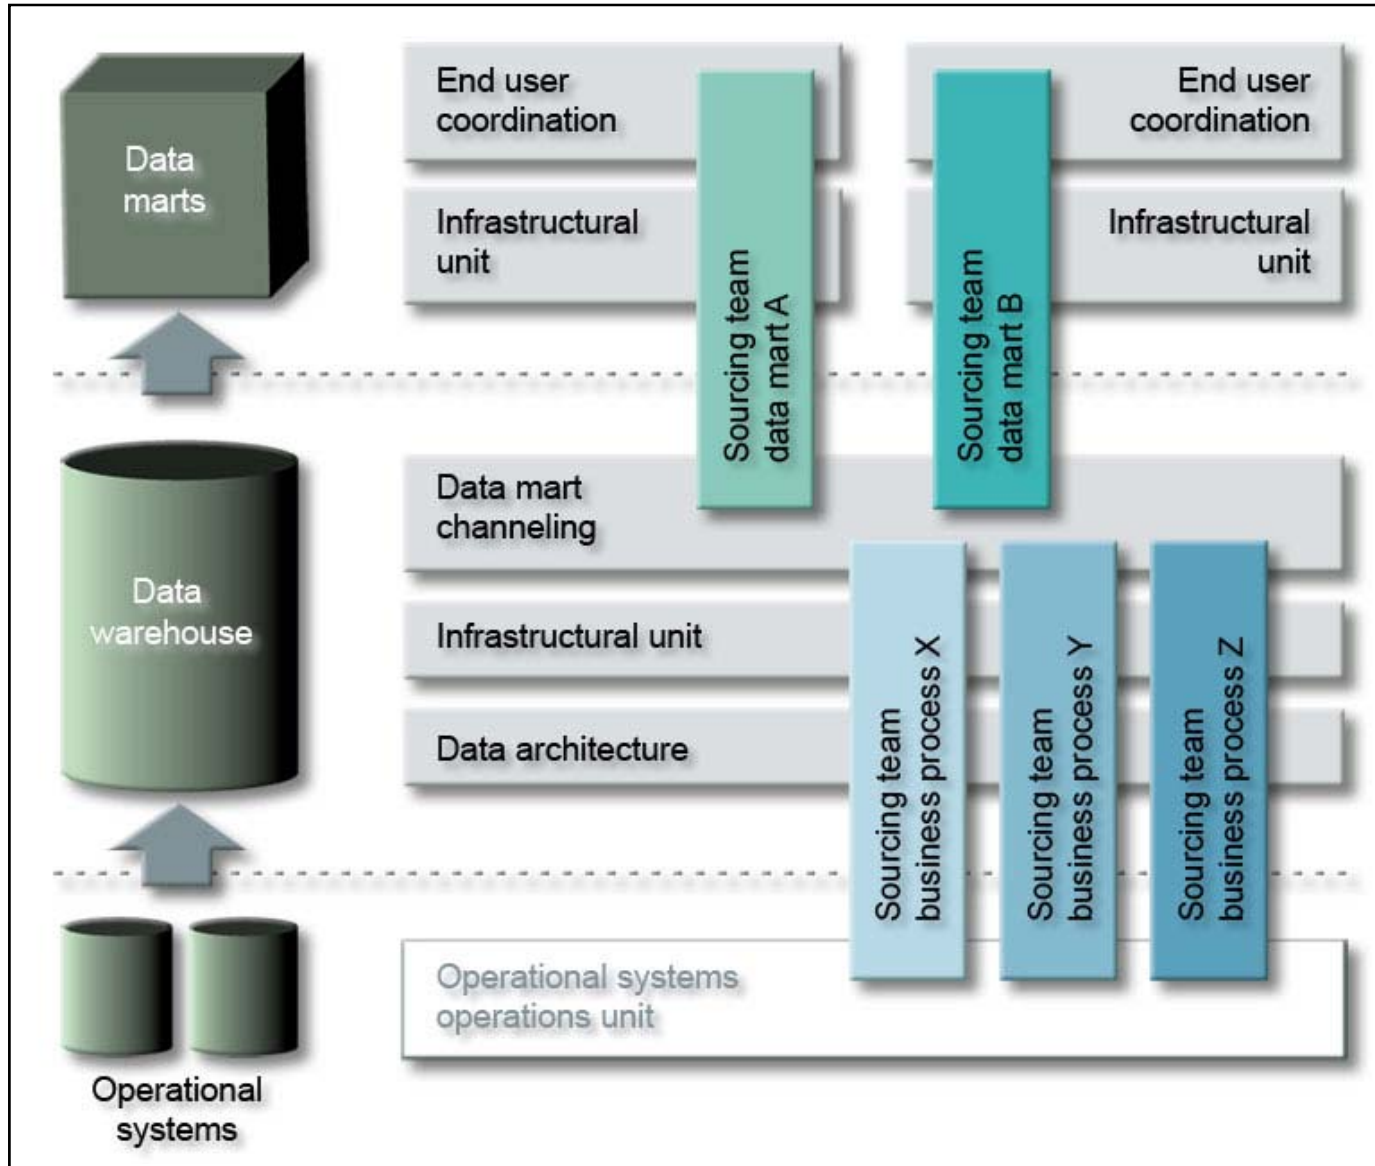 Data
marts
End user
coordination
Infrastructural
unit
End user
coordination
Infrastructural
unit
Sourcing team
data mart A
Sourcing team
data mart B
Data
warehouse
Data mart
channeling
Infrastructural unit
Data architecture
Sourcing team
business process X
Sourcing team
business process Y
Sourcing team
business process Z
Operational systems
operations unit
Operational
systems